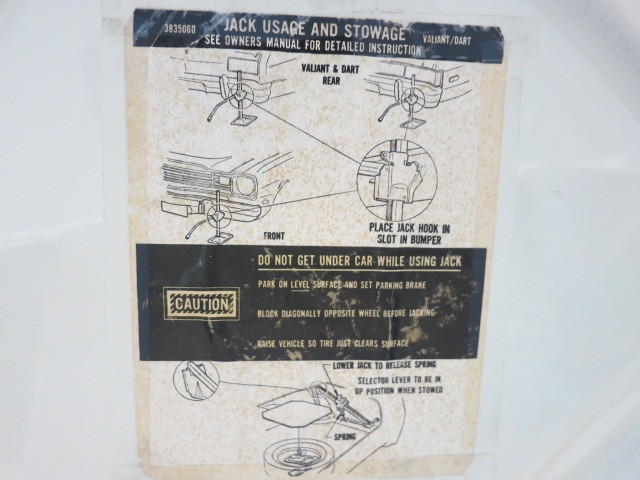 3835060
JACK USAGE AND STOWAGE
VALIANT/DART
SEE OWNERS MANUAL FOR DETAILED INSTRUCTION
VALIANT & DART
REAR
FRONT
PLACE JACK HOOK IN
SLOT IN BUMPER
DO NOT GET UNDER CAR WHILE USING JACK
CAUTION
PARK ON LEVEL SURFACE AND SET PARKING BRAKE
BLOCK DIAGONALLY OPPOSITE WHEEL BEFORE JACKING
RAISE VEHICLE SO TIRE JUST CLEARS SURFACE
LOWER JACK TO RELEASE SPRING
SELECTOR LEVER TO BE IN
UP POSITION WHEN STOWED
SPRING